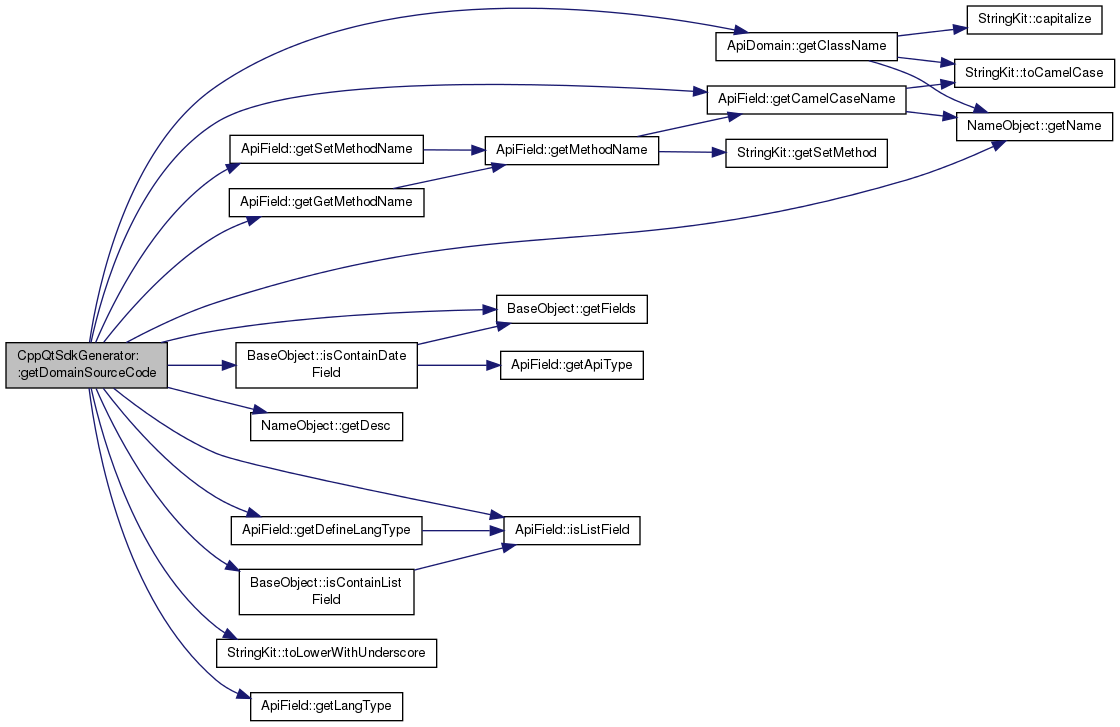 StringKit::capitalize
ApiDomain::getClassName
StringKit::toCamelCase
ApiField::getCamelCaseName
NameObject::getName
ApiField::getSetMethodName
ApiField::getMethodName
StringKit::getSetMethod
ApiField::getGetMethodName
BaseObject::getFields
CppQtSdkGenerator:
:getDomainSourceCode
BaseObject::isContainDate
Field
ApiField::getApiType
NameObject::getDesc
ApiField::getDefineLangType
ApiField::isListField
BaseObject::isContainList
Field
StringKit::toLowerWithUnderscore
ApiField::getLangType